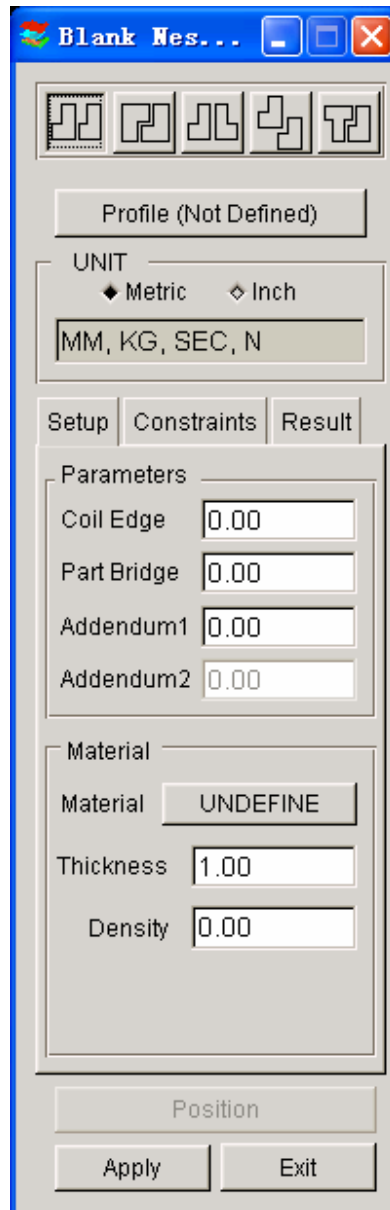 Blank Nes...
Profile (Not Defined)
UNIT
Metric Inch
MM, KG, SEC, N
Setup Constraints Result
Parameters
Coil Edge 0.00
Part Bridge 0.00
Addendum1 0.00
Addendum2 0.00
Material
Material UNDEFINE
Thickness 1.00
Density 0.00
Position
Apply Exit